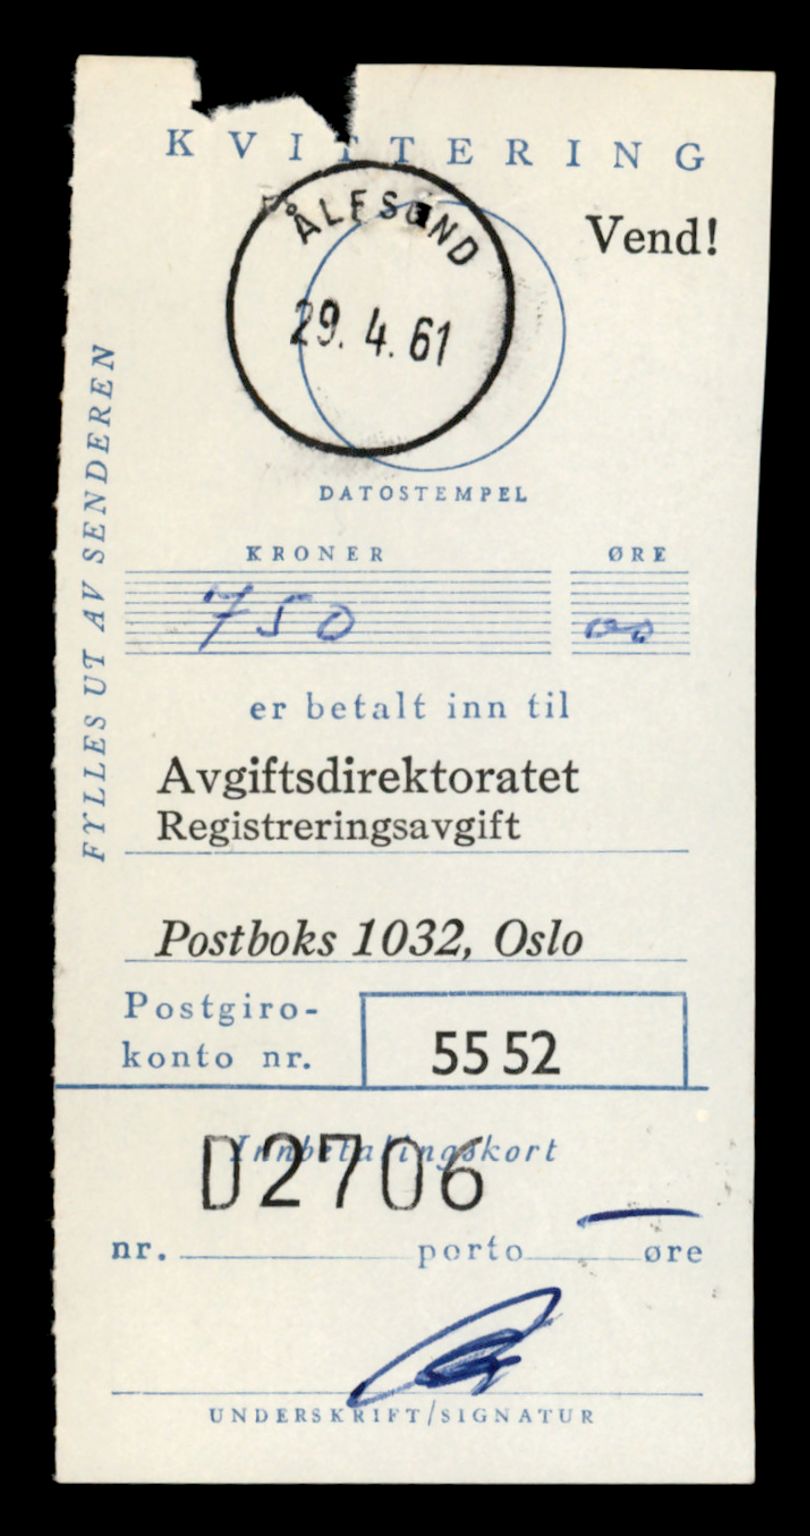 KVITTERING
Vend!
ÅLESUND
29. 4. 61
DATOSTEMPEL
FYLLES UT AV SENDEREN
KRONER ØRE
750 00
er betalt inn til
Avgiftsdirektoratet
Registreringsavgift
Postboks 1032, Oslo
Postgiro-
konto nr. 55 52
Innbetalingskort
D2706
nr. porto øre
UNDERSKRIFT/SIGNATUR